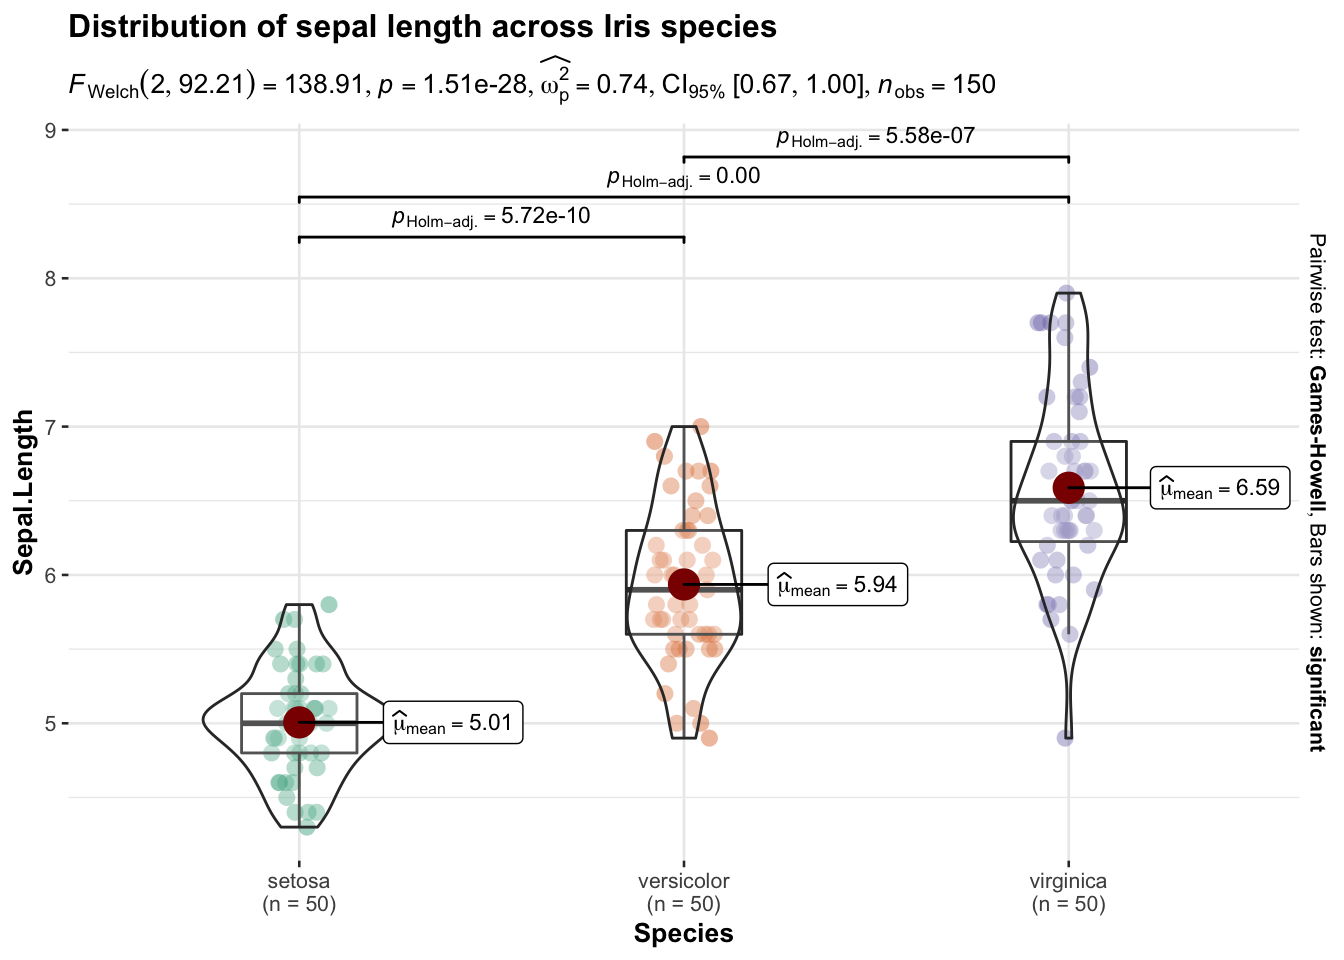 Distribution of sepal length across Iris species
F Welch(2, 92.21) = 138.91, p = 1.51e-28, ω̂²p = 0.74, CI95% [0.67, 1.00], nobs = 150
9
pHolm−adj. = 5.58e-07
pHolm−adj. = 0.00
pHolm−adj. = 5.72e-10
8
7
6
5
Sepal.Length
μ̂mean = 6.59
μ̂mean = 5.94
μ̂mean = 5.01
Pairwise test: Games-Howell, Bars shown: significant
setosa
(n = 50)
versicolor
(n = 50)
virginica
(n = 50)
Species